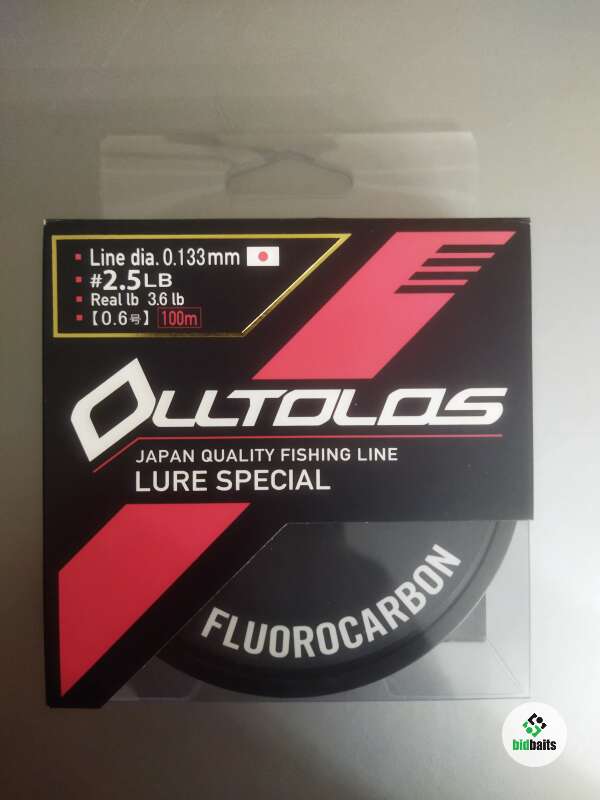 Line dia. 0.133mm
#2.5LB
Real lb 3.6 lb
【0.6号】 100m
OLLTOLOS
JAPAN QUALITY FISHING LINE
LURE SPECIAL
FLUOROCARBON
bidbaits